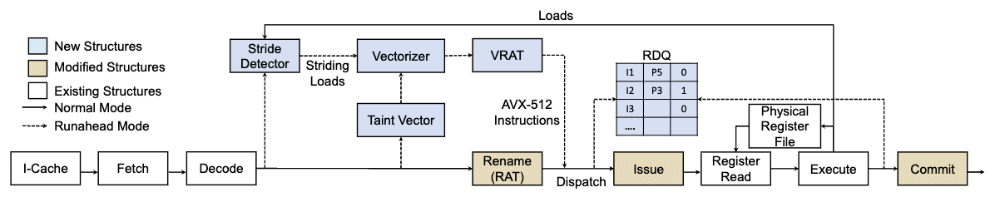 Loads
New Structures
Modified Structures
Existing Structures
Normal Mode
Runahead Mode
Stride
Detector
Striding
Loads
Vectorizer
VRAT
Taint Vector
AVX-512
Instructions
RDQ
I1 P5 0
I2 P3 1
I3 0
....
Physical
Register
File
I-Cache
Fetch
Decode
Rename
(RAT)
Dispatch
Issue
Register
Read
Execute
Commit